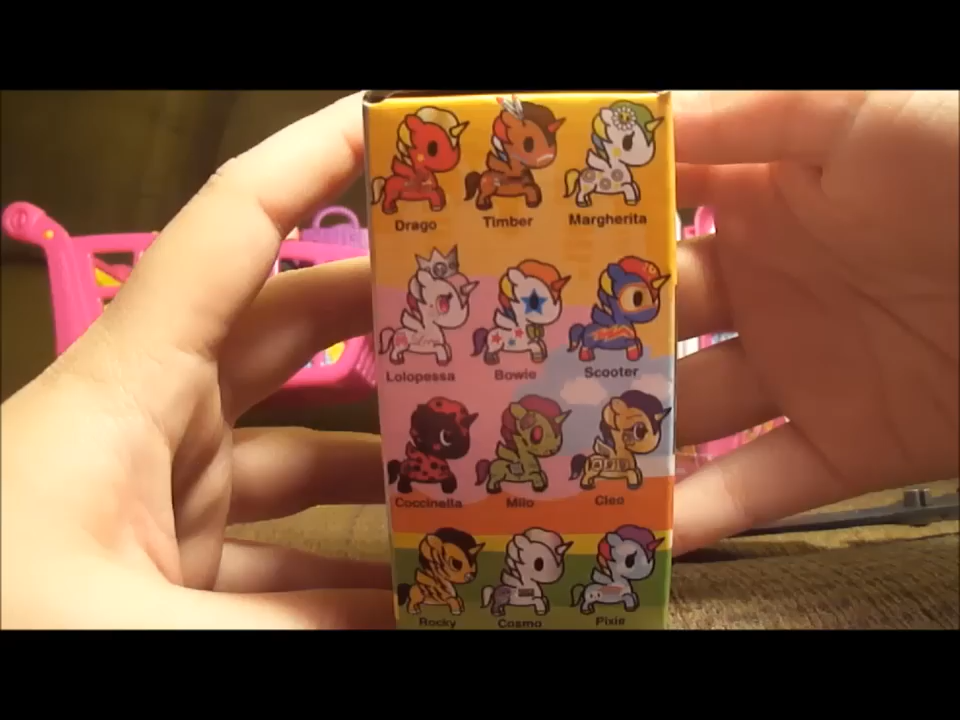 Drago Timber Margherita
Lolopessa Bowie Scooter
Coccinella Milo Cleo
Rocky Cosmo Pixie